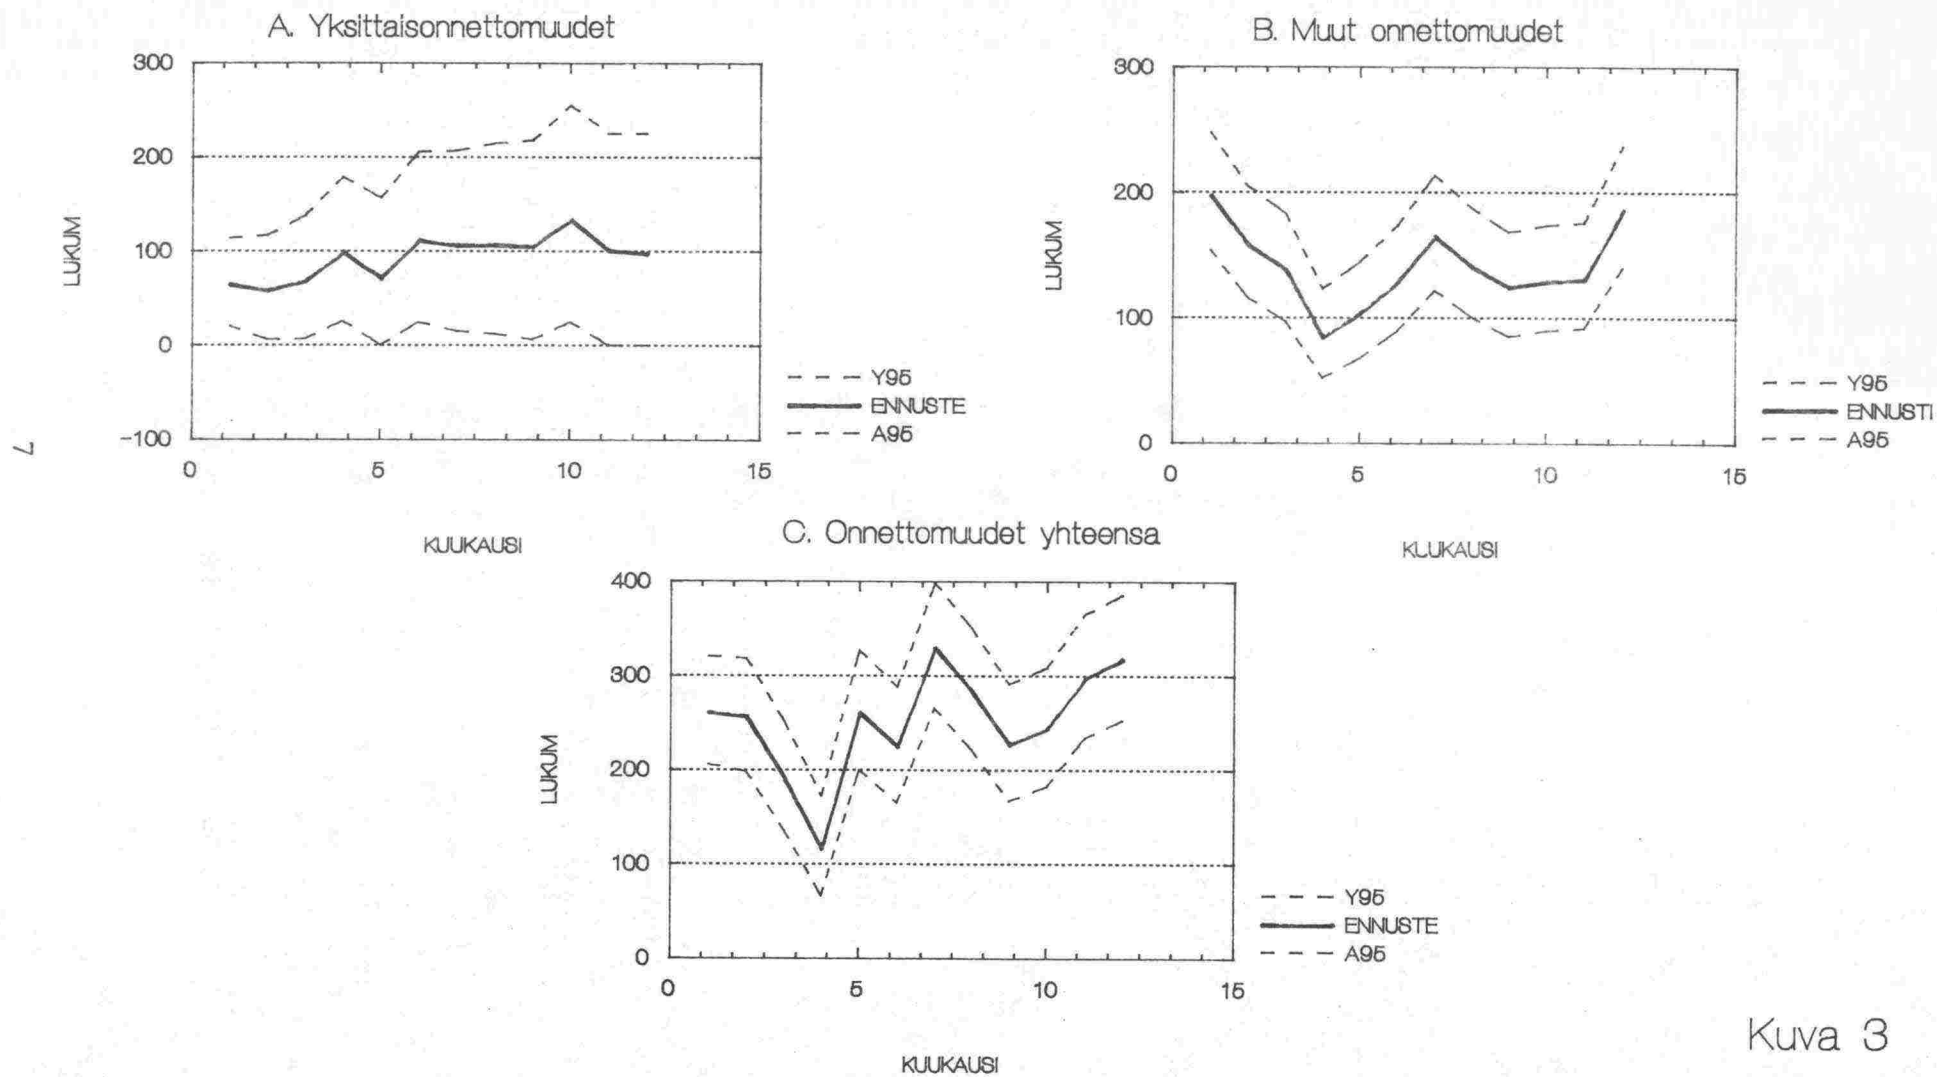 A. Yksittaisonnettomuudet
300
200
100
0
-100
LUKUM
0 5 10 15
KUUKAUSI
Y95
ENNUSTE
A95
B. Muut onnettomuudet
300
200
100
0
LUKUM
0 5 10 15
KUUKAUSI
Y95
ENNUSTI
A95
7
C. Onnettomuudet yhteensa
400
300
200
100
0
LUKUM
0 5 10 15
KUUKAUSI
Y95
ENNUSTE
A95
Kuva 3